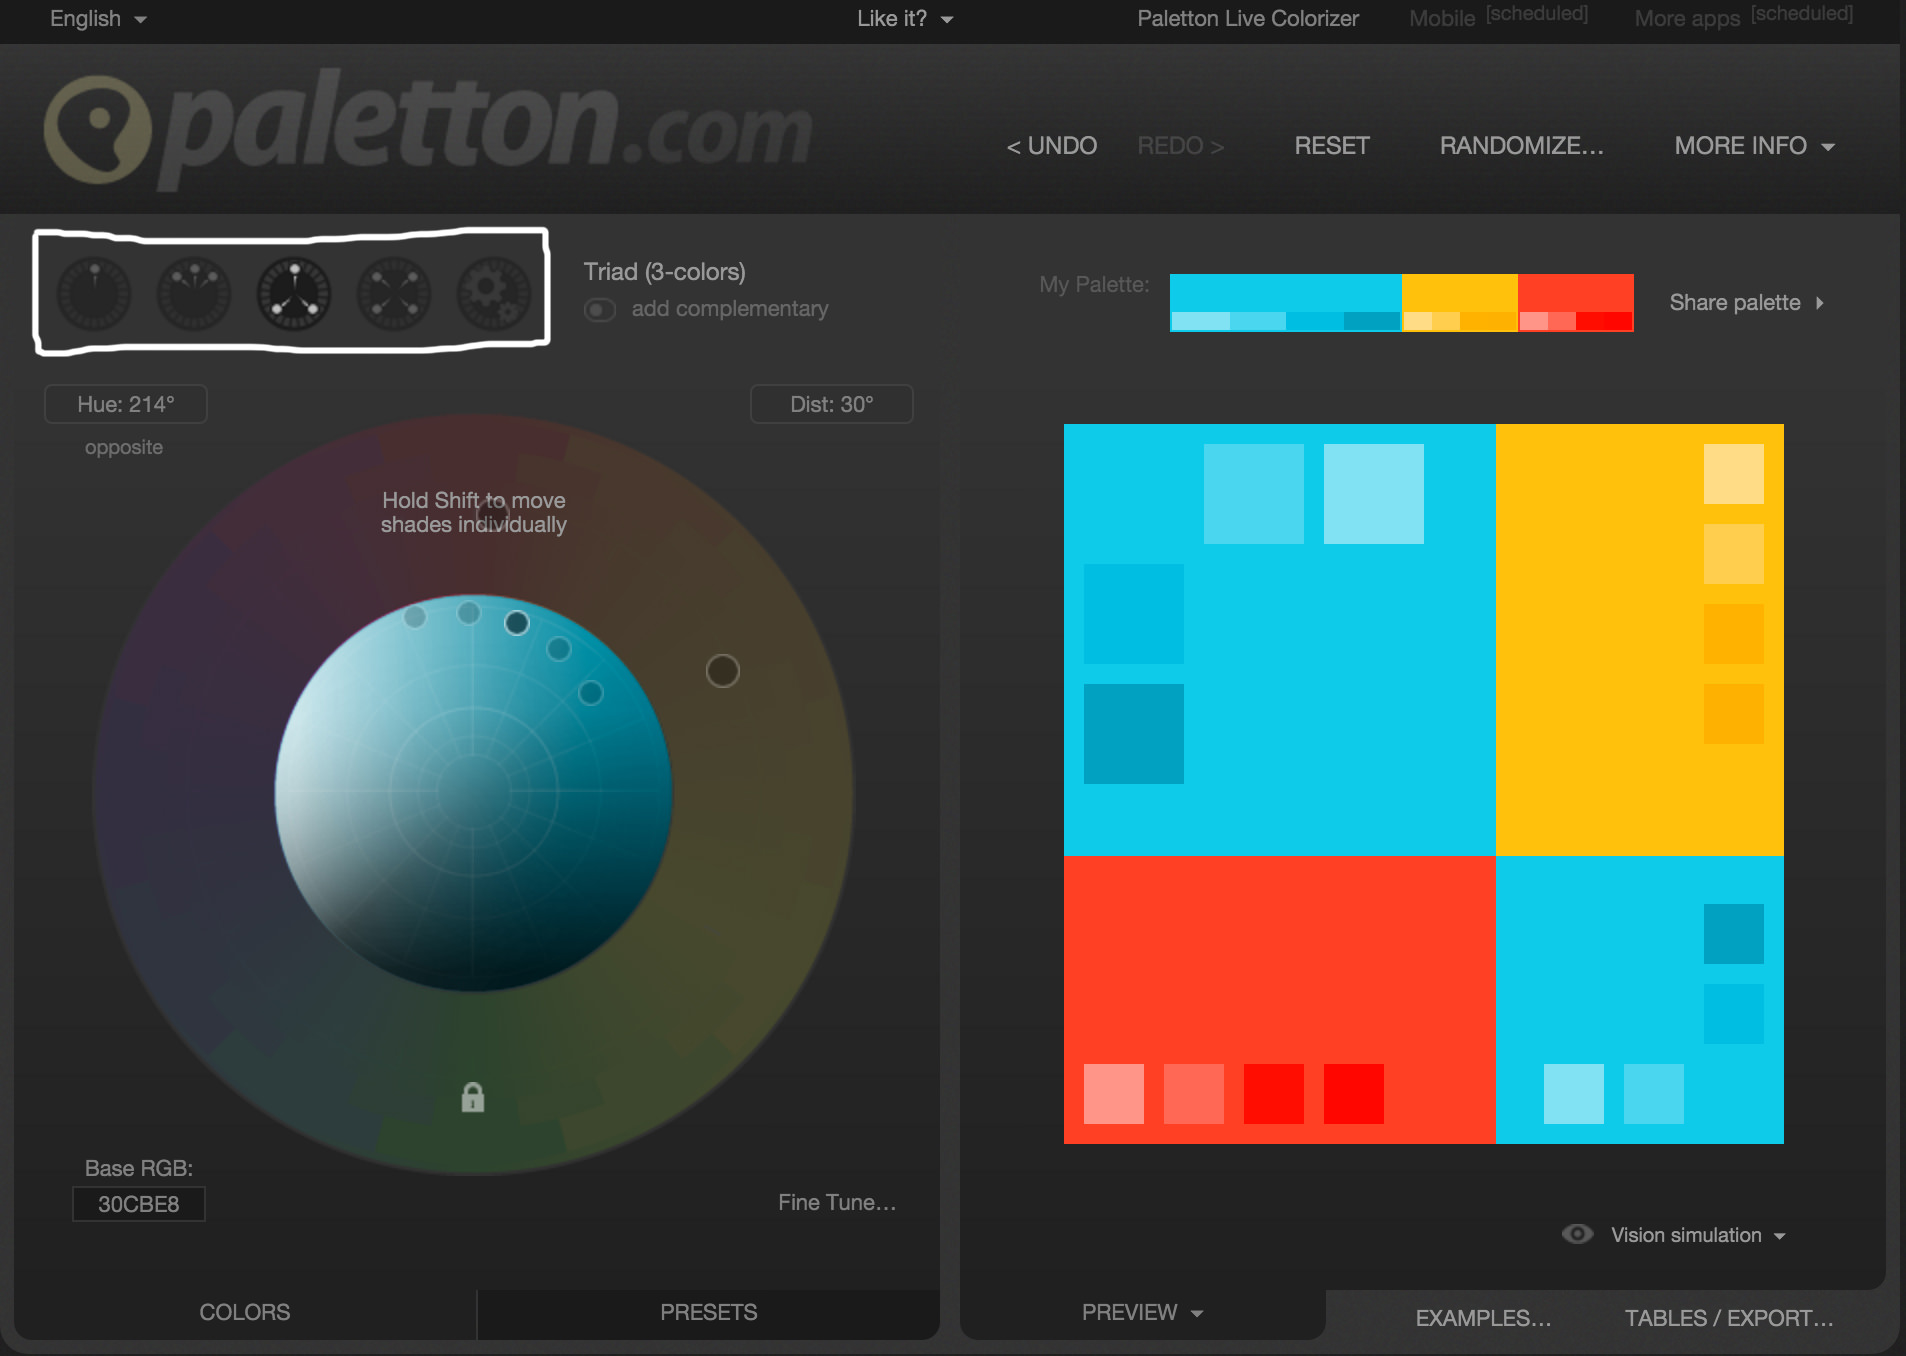 English
Like it?
Paletton Live Colorizer
Mobile [scheduled]
More apps [scheduled]
paletton.com
< UNDO
REDO >
RESET
RANDOMIZE...
MORE INFO
Triad (3-colors)
add complementary
My Palette:
Share palette
Hue: 214°
Dist: 30°
opposite
Hold Shift to move
shades individually
Base RGB:
30CBE8
Fine Tune...
Vision simulation
COLORS
PRESETS
PREVIEW
EXAMPLES...
TABLES / EXPORT...